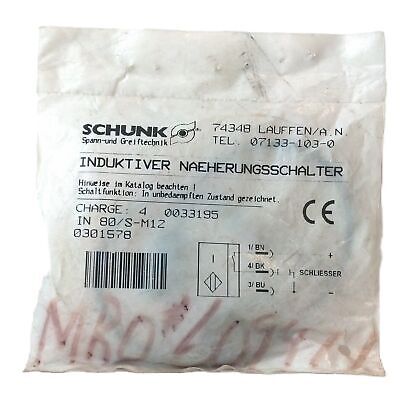 SCHUNK
Spann-und Greiftechnik
74348 LAUFFEN/A.N.
TEL. 07133-103-0
INDUKTIVER NAEHERUNGSSCHALTER
Hinweise im Katalog beachten !
Schaltfunktion: In unbedaempften Zustand gezeichnet.
CHARGE: 4 0033195
IN 80/S-M12
0301578
CE
1/BN +
4/BK SCHLIESSER
3/BU -